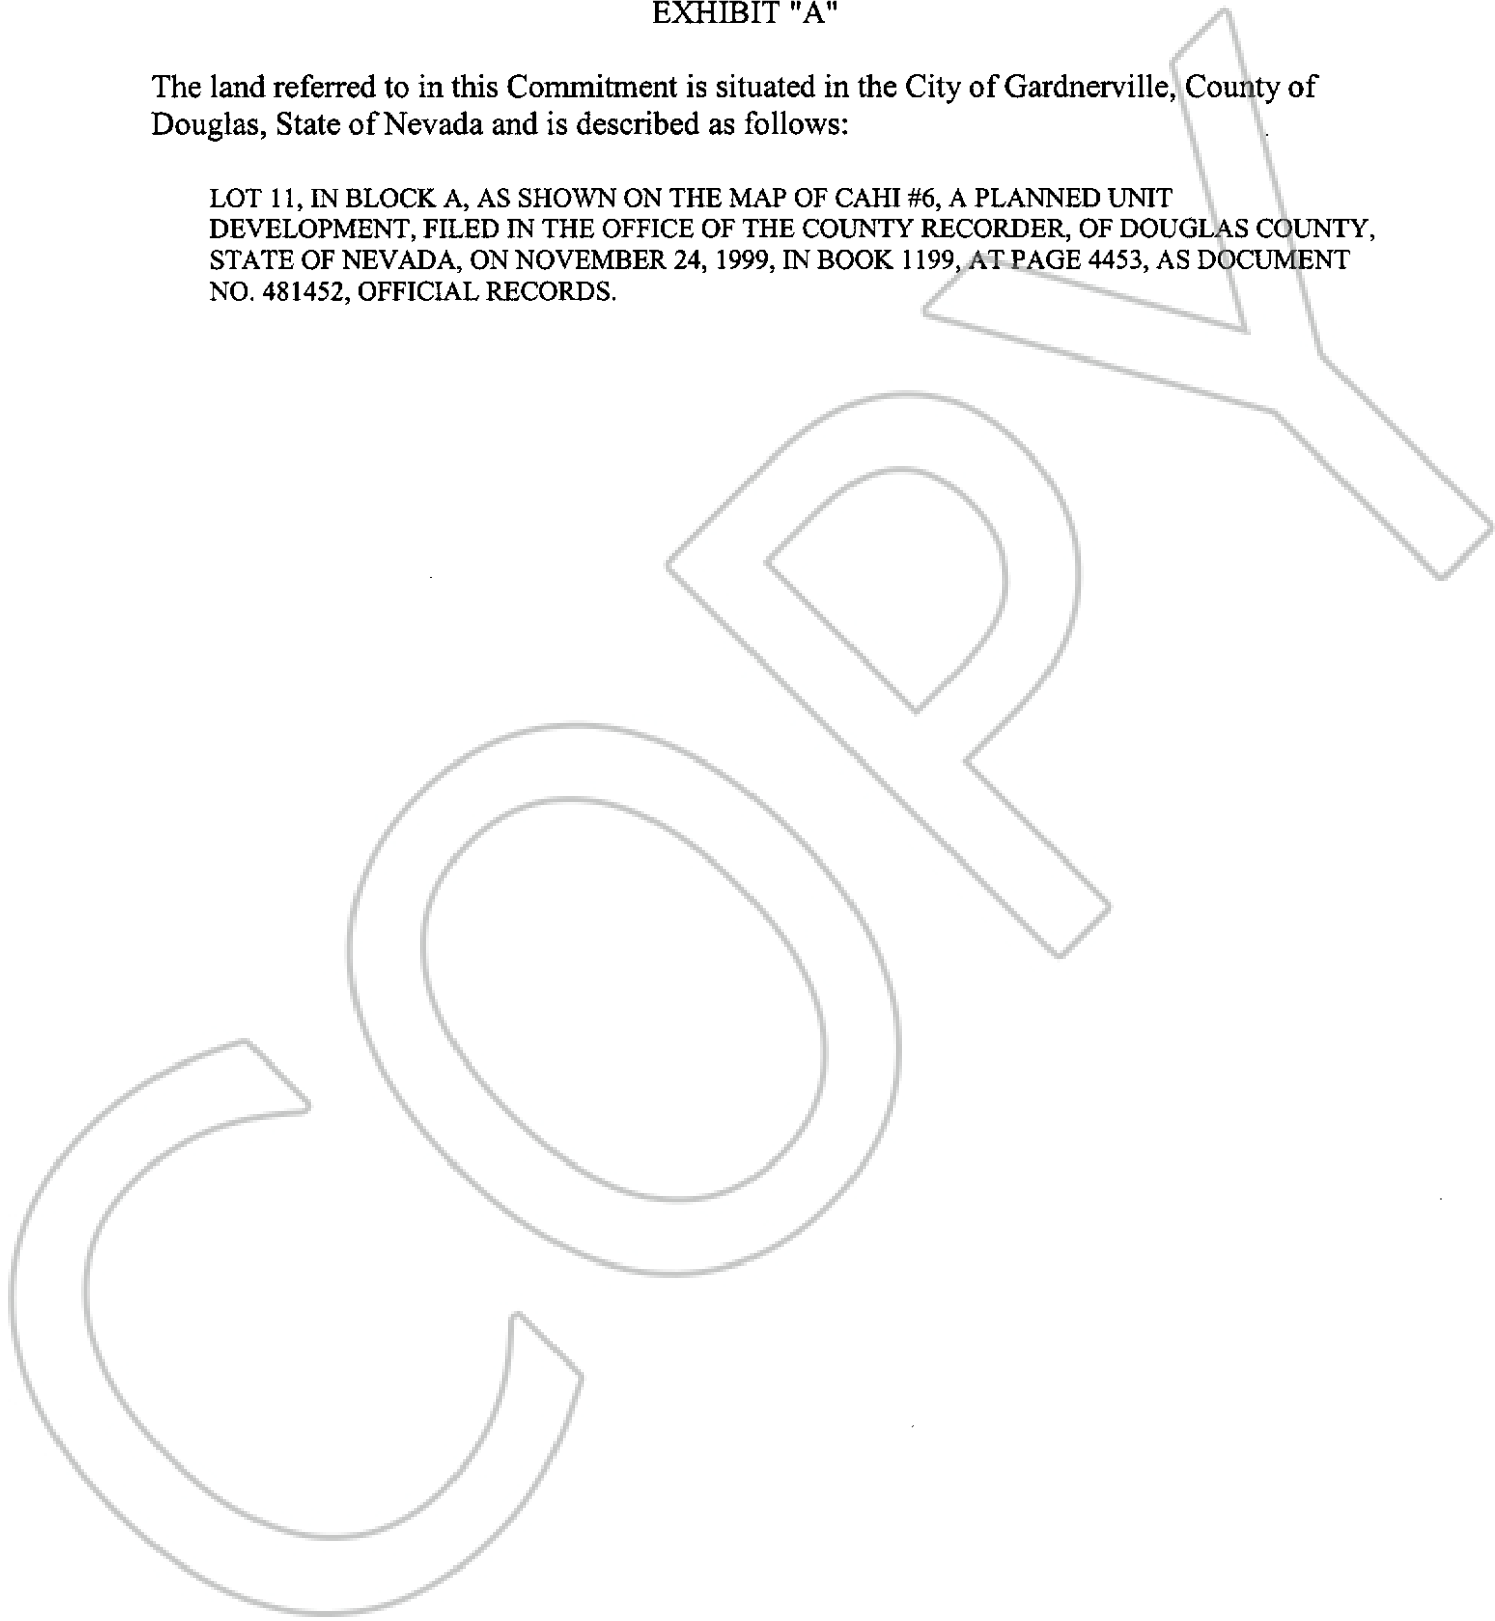 EXHIBIT "A"
The land referred to in this Commitment is situated in the City of Gardnerville, County of
Douglas, State of Nevada and is described as follows:
LOT 11, IN BLOCK A, AS SHOWN ON THE MAP OF CAHI #6, A PLANNED UNIT
DEVELOPMENT, FILED IN THE OFFICE OF THE COUNTY RECORDER, OF DOUGLAS COUNTY,
STATE OF NEVADA, ON NOVEMBER 24, 1999, IN BOOK 1199, AT PAGE 4453, AS DOCUMENT
NO. 481452, OFFICIAL RECORDS.
COPY